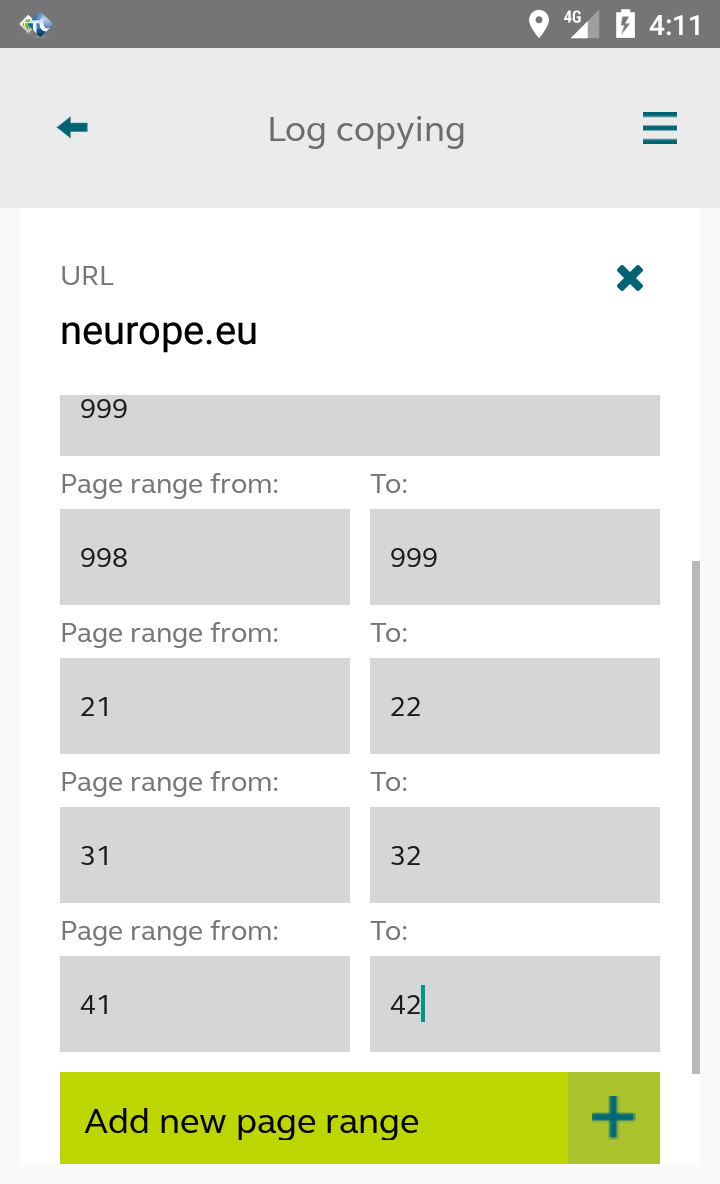 4G 4:11
Log copying
URL
neurope.eu
999
Page range from: To:
998 999
Page range from: To:
21 22
Page range from: To:
31 32
Page range from: To:
41 42
Add new page range